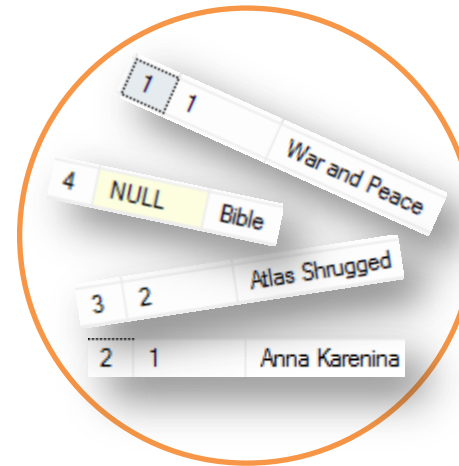 1 1 War and Peace
4 NULL Bible
3 2 Atlas Shrugged
2 1 Anna Karenina